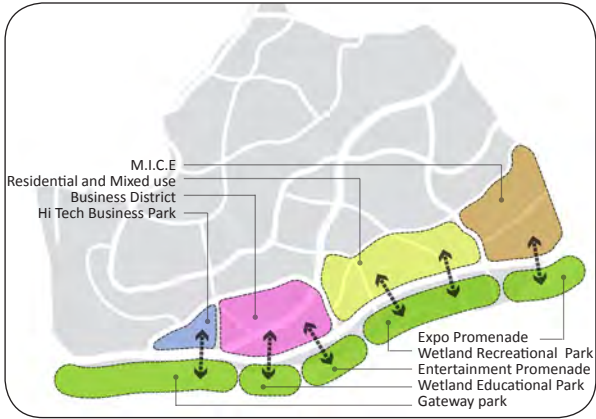 M.I.C.E
Residential and Mixed use
Business District
Hi Tech Business Park
Expo Promenade
Wetland Recreational Park
Entertainment Promenade
Wetland Educational Park
Gateway park